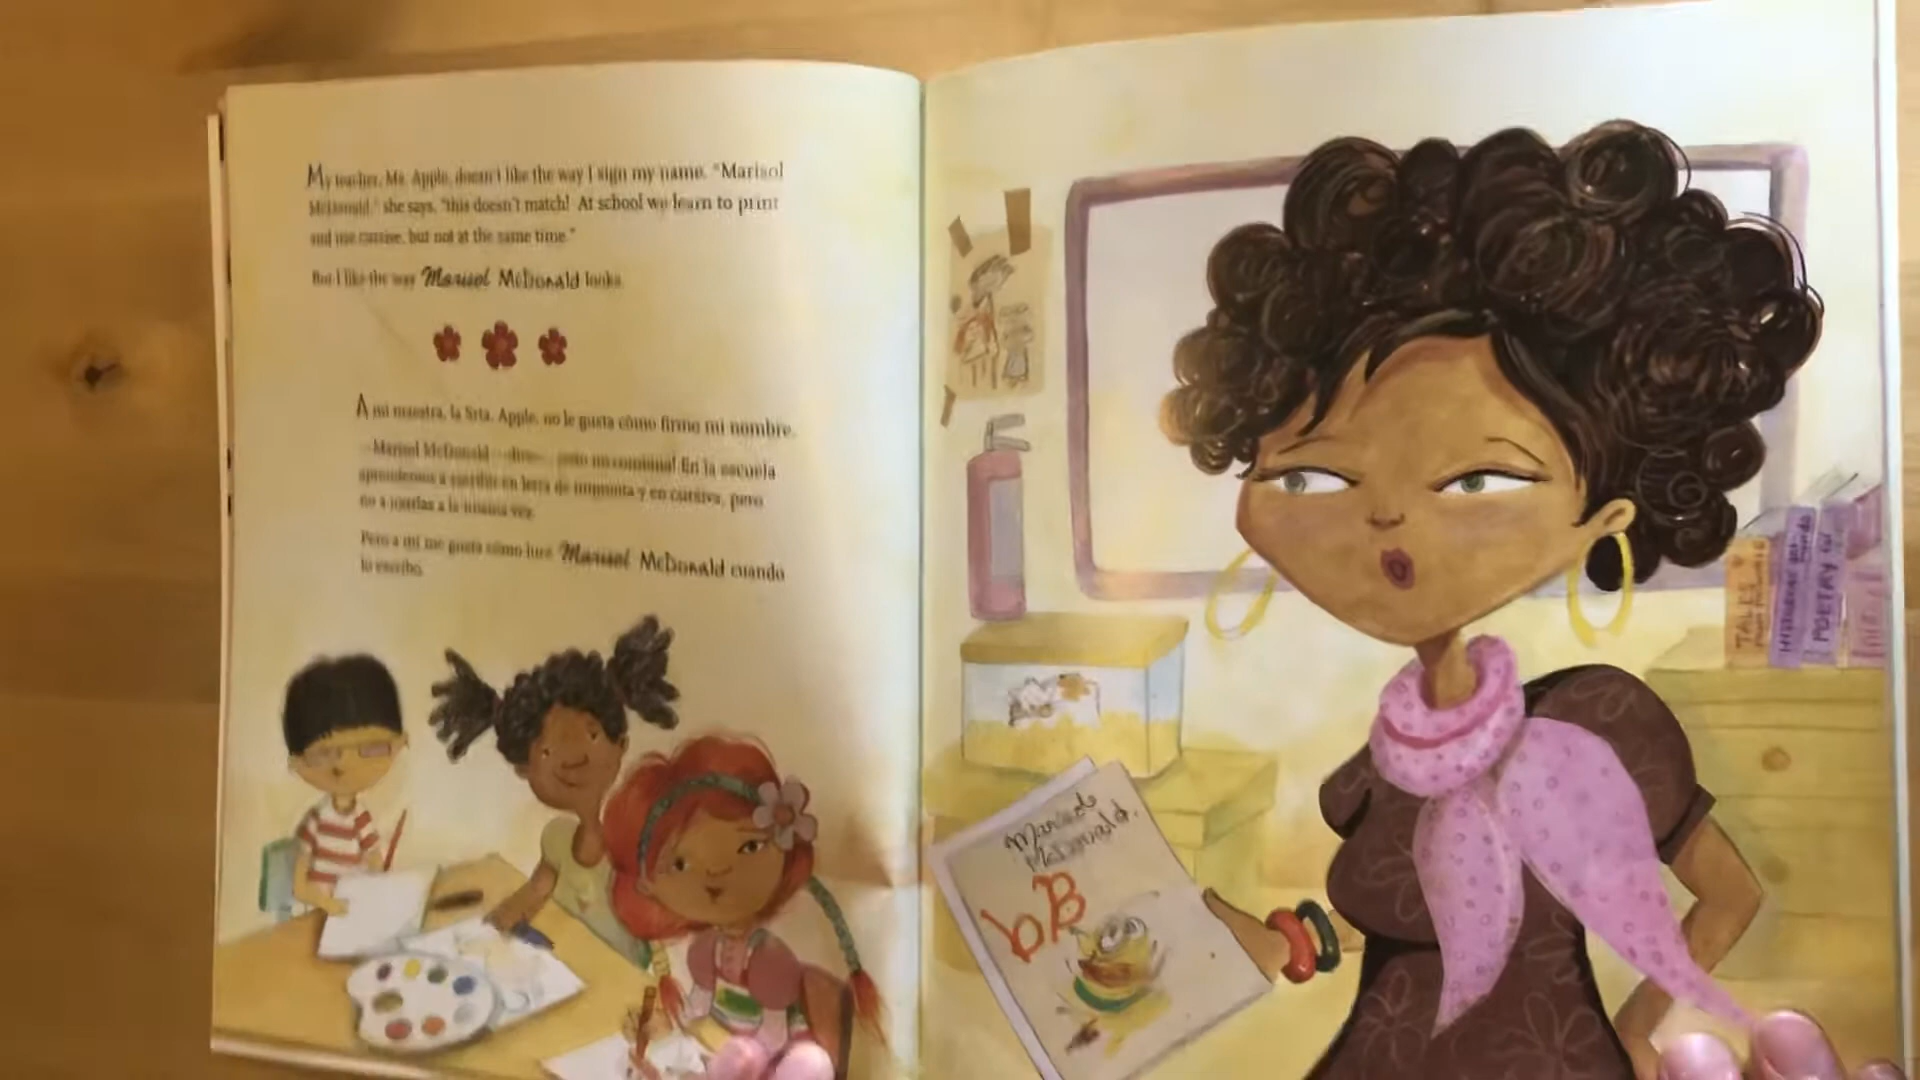 My teacher, Ms. Apple, doesn't like the way I sign my name. "Marisol
McDonald," she says, "this doesn't match! At school we learn to print
and use cursive, but not at the same time."
But I like the way Marisol McDonald looks.
A mi maestra, la Srta. Apple, no le gusta cómo firmo mi nombre.
—Marisol McDonald —dice—, ¡esto no combina! En la escuela
aprendemos a escribir en letra de imprenta y en cursiva, pero
no a usarlas a la misma vez.
Pero a mí me gusta cómo luce Marisol McDonald cuando
lo escribo.
Marisol
McDonald.
bB
TALES
POETRY